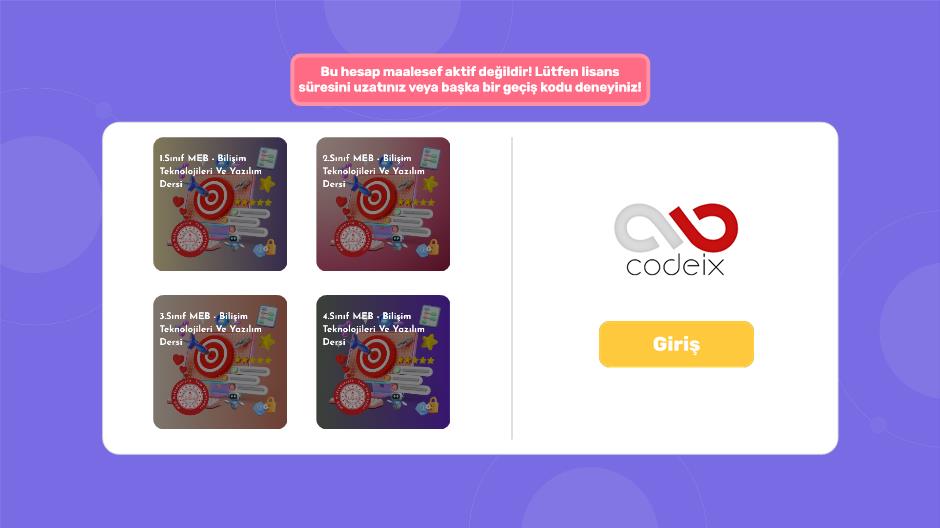 Bu hesap maalesef aktif değildir! Lütfen lisans
süresini uzatınız veya başka bir geçiş kodu deneyiniz!
1.Sınıf MEB - Bilişim
Teknolojileri Ve Yazılım
Dersi
2.Sınıf MEB - Bilişim
Teknolojileri Ve Yazılım
Dersi
3.Sınıf MEB - Bilişim
Teknolojileri Ve Yazılım
Dersi
4.Sınıf MEB - Bilişim
Teknolojileri Ve Yazılım
Dersi
codeix
Giriş